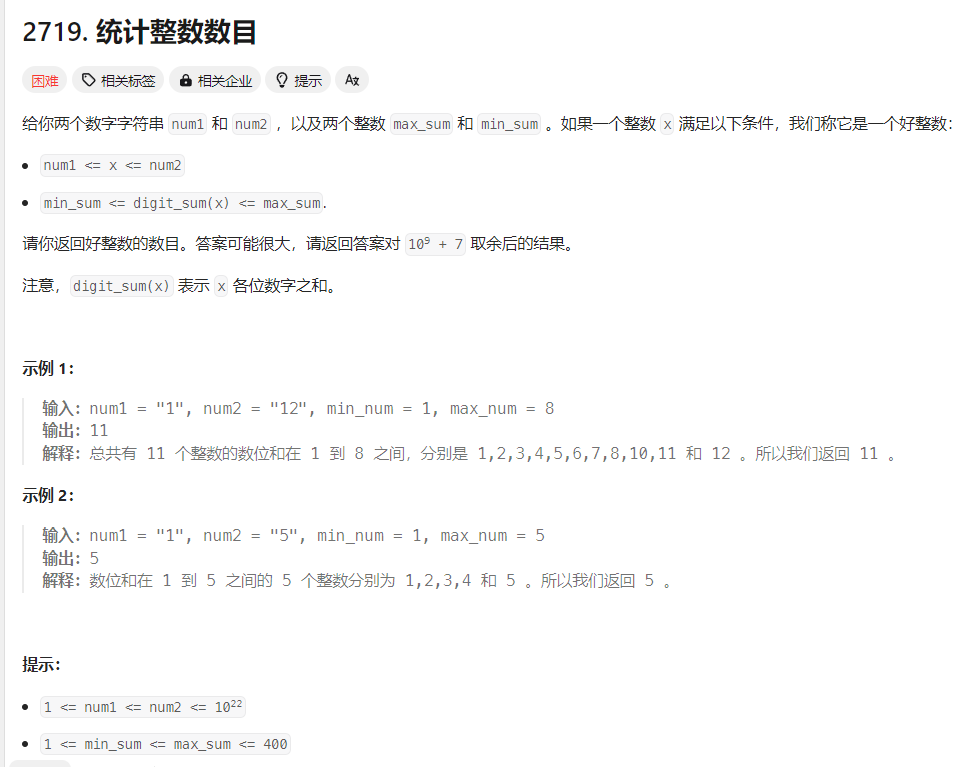 2719. 统计整数数目
困难 相关标签 相关企业 提示 Aあ
给你两个数字字符串 num1 和 num2 ，以及两个整数 max_sum 和 min_sum 。如果一个整数 x 满足以下条件，我们称它是一个好整数：
• num1 <= x <= num2
• min_sum <= digit_sum(x) <= max_sum.
请你返回好整数的数目。答案可能很大，请返回答案对 10⁹ + 7 取余后的结果。
注意，digit_sum(x) 表示 x 各位数字之和。
示例 1：
输入：num1 = "1", num2 = "12", min_num = 1, max_num = 8
输出：11
解释：总共有 11 个整数的数位和在 1 到 8 之间，分别是 1,2,3,4,5,6,7,8,10,11 和 12 。所以我们返回 11 。
示例 2：
输入：num1 = "1", num2 = "5", min_num = 1, max_num = 5
输出：5
解释：数位和在 1 到 5 之间的 5 个整数分别为 1,2,3,4 和 5 。所以我们返回 5 。
提示：
• 1 <= num1 <= num2 <= 10²²
• 1 <= min_sum <= max_sum <= 400